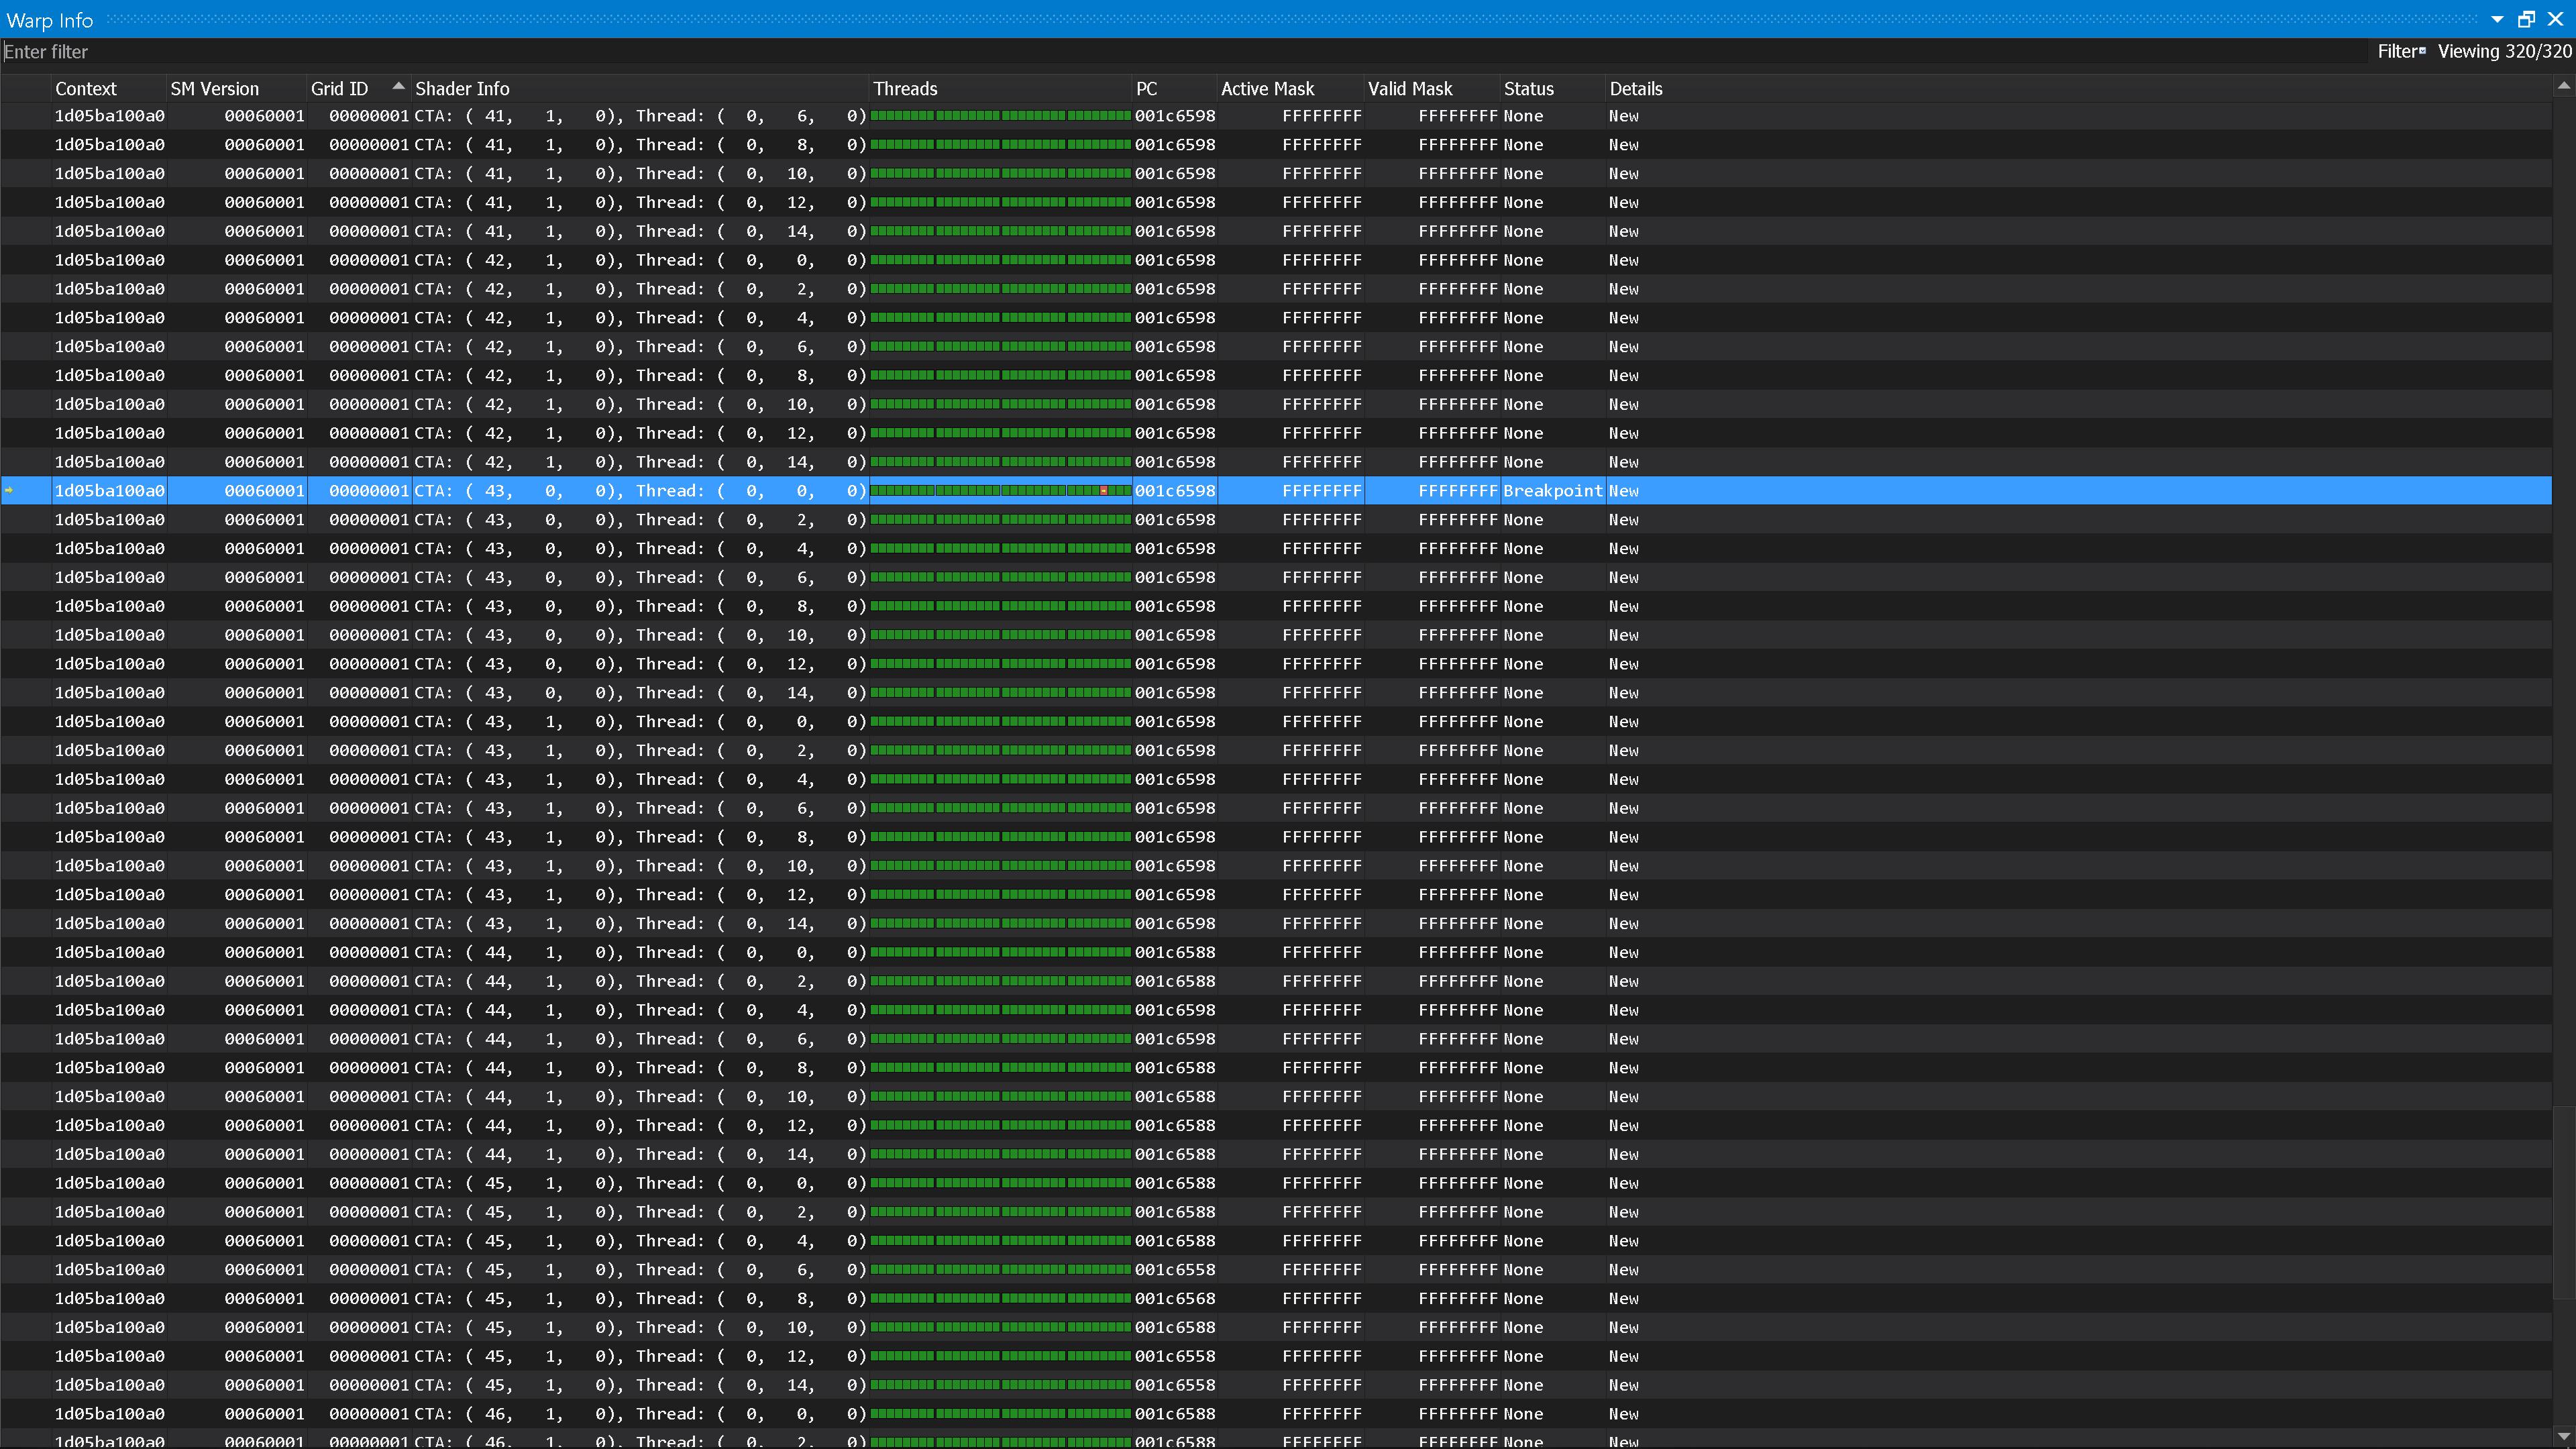 Warp Info
Enter filter Filter Viewing 320/320
Context SM Version Grid ID Shader Info Threads PC Active Mask Valid Mask Status Details
1d05ba100a0 00060001 00000001 CTA: ( 41, 1, 0), Thread: ( 0, 6, 0) 001c6598 FFFFFFFF FFFFFFFF None New
1d05ba100a0 00060001 00000001 CTA: ( 41, 1, 0), Thread: ( 0, 8, 0) 001c6598 FFFFFFFF FFFFFFFF None New
1d05ba100a0 00060001 00000001 CTA: ( 41, 1, 0), Thread: ( 0, 10, 0) 001c6598 FFFFFFFF FFFFFFFF None New
1d05ba100a0 00060001 00000001 CTA: ( 41, 1, 0), Thread: ( 0, 12, 0) 001c6598 FFFFFFFF FFFFFFFF None New
1d05ba100a0 00060001 00000001 CTA: ( 41, 1, 0), Thread: ( 0, 14, 0) 001c6598 FFFFFFFF FFFFFFFF None New
1d05ba100a0 00060001 00000001 CTA: ( 42, 1, 0), Thread: ( 0, 0, 0) 001c6598 FFFFFFFF FFFFFFFF None New
1d05ba100a0 00060001 00000001 CTA: ( 42, 1, 0), Thread: ( 0, 2, 0) 001c6598 FFFFFFFF FFFFFFFF None New
1d05ba100a0 00060001 00000001 CTA: ( 42, 1, 0), Thread: ( 0, 4, 0) 001c6598 FFFFFFFF FFFFFFFF None New
1d05ba100a0 00060001 00000001 CTA: ( 42, 1, 0), Thread: ( 0, 6, 0) 001c6598 FFFFFFFF FFFFFFFF None New
1d05ba100a0 00060001 00000001 CTA: ( 42, 1, 0), Thread: ( 0, 8, 0) 001c6598 FFFFFFFF FFFFFFFF None New
1d05ba100a0 00060001 00000001 CTA: ( 42, 1, 0), Thread: ( 0, 10, 0) 001c6598 FFFFFFFF FFFFFFFF None New
1d05ba100a0 00060001 00000001 CTA: ( 42, 1, 0), Thread: ( 0, 12, 0) 001c6598 FFFFFFFF FFFFFFFF None New
1d05ba100a0 00060001 00000001 CTA: ( 42, 1, 0), Thread: ( 0, 14, 0) 001c6598 FFFFFFFF FFFFFFFF None New
1d05ba100a0 00060001 00000001 CTA: ( 43, 0, 0), Thread: ( 0, 0, 0) 001c6598 FFFFFFFF FFFFFFFF Breakpoint New
1d05ba100a0 00060001 00000001 CTA: ( 43, 0, 0), Thread: ( 0, 2, 0) 001c6598 FFFFFFFF FFFFFFFF None New
1d05ba100a0 00060001 00000001 CTA: ( 43, 0, 0), Thread: ( 0, 4, 0) 001c6598 FFFFFFFF FFFFFFFF None New
1d05ba100a0 00060001 00000001 CTA: ( 43, 0, 0), Thread: ( 0, 6, 0) 001c6598 FFFFFFFF FFFFFFFF None New
1d05ba100a0 00060001 00000001 CTA: ( 43, 0, 0), Thread: ( 0, 8, 0) 001c6598 FFFFFFFF FFFFFFFF None New
1d05ba100a0 00060001 00000001 CTA: ( 43, 0, 0), Thread: ( 0, 10, 0) 001c6598 FFFFFFFF FFFFFFFF None New
1d05ba100a0 00060001 00000001 CTA: ( 43, 0, 0), Thread: ( 0, 12, 0) 001c6598 FFFFFFFF FFFFFFFF None New
1d05ba100a0 00060001 00000001 CTA: ( 43, 0, 0), Thread: ( 0, 14, 0) 001c6598 FFFFFFFF FFFFFFFF None New
1d05ba100a0 00060001 00000001 CTA: ( 43, 1, 0), Thread: ( 0, 0, 0) 001c6598 FFFFFFFF FFFFFFFF None New
1d05ba100a0 00060001 00000001 CTA: ( 43, 1, 0), Thread: ( 0, 2, 0) 001c6598 FFFFFFFF FFFFFFFF None New
1d05ba100a0 00060001 00000001 CTA: ( 43, 1, 0), Thread: ( 0, 4, 0) 001c6598 FFFFFFFF FFFFFFFF None New
1d05ba100a0 00060001 00000001 CTA: ( 43, 1, 0), Thread: ( 0, 6, 0) 001c6598 FFFFFFFF FFFFFFFF None New
1d05ba100a0 00060001 00000001 CTA: ( 43, 1, 0), Thread: ( 0, 8, 0) 001c6598 FFFFFFFF FFFFFFFF None New
1d05ba100a0 00060001 00000001 CTA: ( 43, 1, 0), Thread: ( 0, 10, 0) 001c6598 FFFFFFFF FFFFFFFF None New
1d05ba100a0 00060001 00000001 CTA: ( 43, 1, 0), Thread: ( 0, 12, 0) 001c6598 FFFFFFFF FFFFFFFF None New
1d05ba100a0 00060001 00000001 CTA: ( 43, 1, 0), Thread: ( 0, 14, 0) 001c6598 FFFFFFFF FFFFFFFF None New
1d05ba100a0 00060001 00000001 CTA: ( 44, 1, 0), Thread: ( 0, 0, 0) 001c6588 FFFFFFFF FFFFFFFF None New
1d05ba100a0 00060001 00000001 CTA: ( 44, 1, 0), Thread: ( 0, 2, 0) 001c6588 FFFFFFFF FFFFFFFF None New
1d05ba100a0 00060001 00000001 CTA: ( 44, 1, 0), Thread: ( 0, 4, 0) 001c6598 FFFFFFFF FFFFFFFF None New
1d05ba100a0 00060001 00000001 CTA: ( 44, 1, 0), Thread: ( 0, 6, 0) 001c6598 FFFFFFFF FFFFFFFF None New
1d05ba100a0 00060001 00000001 CTA: ( 44, 1, 0), Thread: ( 0, 8, 0) 001c6588 FFFFFFFF FFFFFFFF None New
1d05ba100a0 00060001 00000001 CTA: ( 44, 1, 0), Thread: ( 0, 10, 0) 001c6588 FFFFFFFF FFFFFFFF None New
1d05ba100a0 00060001 00000001 CTA: ( 44, 1, 0), Thread: ( 0, 12, 0) 001c6588 FFFFFFFF FFFFFFFF None New
1d05ba100a0 00060001 00000001 CTA: ( 44, 1, 0), Thread: ( 0, 14, 0) 001c6588 FFFFFFFF FFFFFFFF None New
1d05ba100a0 00060001 00000001 CTA: ( 45, 1, 0), Thread: ( 0, 0, 0) 001c6588 FFFFFFFF FFFFFFFF None New
1d05ba100a0 00060001 00000001 CTA: ( 45, 1, 0), Thread: ( 0, 2, 0) 001c6588 FFFFFFFF FFFFFFFF None New
1d05ba100a0 00060001 00000001 CTA: ( 45, 1, 0), Thread: ( 0, 4, 0) 001c6588 FFFFFFFF FFFFFFFF None New
1d05ba100a0 00060001 00000001 CTA: ( 45, 1, 0), Thread: ( 0, 6, 0) 001c6558 FFFFFFFF FFFFFFFF None New
1d05ba100a0 00060001 00000001 CTA: ( 45, 1, 0), Thread: ( 0, 8, 0) 001c6568 FFFFFFFF FFFFFFFF None New
1d05ba100a0 00060001 00000001 CTA: ( 45, 1, 0), Thread: ( 0, 10, 0) 001c6588 FFFFFFFF FFFFFFFF None New
1d05ba100a0 00060001 00000001 CTA: ( 45, 1, 0), Thread: ( 0, 12, 0) 001c6558 FFFFFFFF FFFFFFFF None New
1d05ba100a0 00060001 00000001 CTA: ( 45, 1, 0), Thread: ( 0, 14, 0) 001c6558 FFFFFFFF FFFFFFFF None New
1d05ba100a0 00060001 00000001 CTA: ( 46, 1, 0), Thread: ( 0, 0, 0) 001c6588 FFFFFFFF FFFFFFFF None New
1d05ba100a0 00060001 00000001 CTA: ( 46, 1, 0), Thread: ( 0, 2, 0) 001c6588 FFFFFFFF FFFFFFFF None New